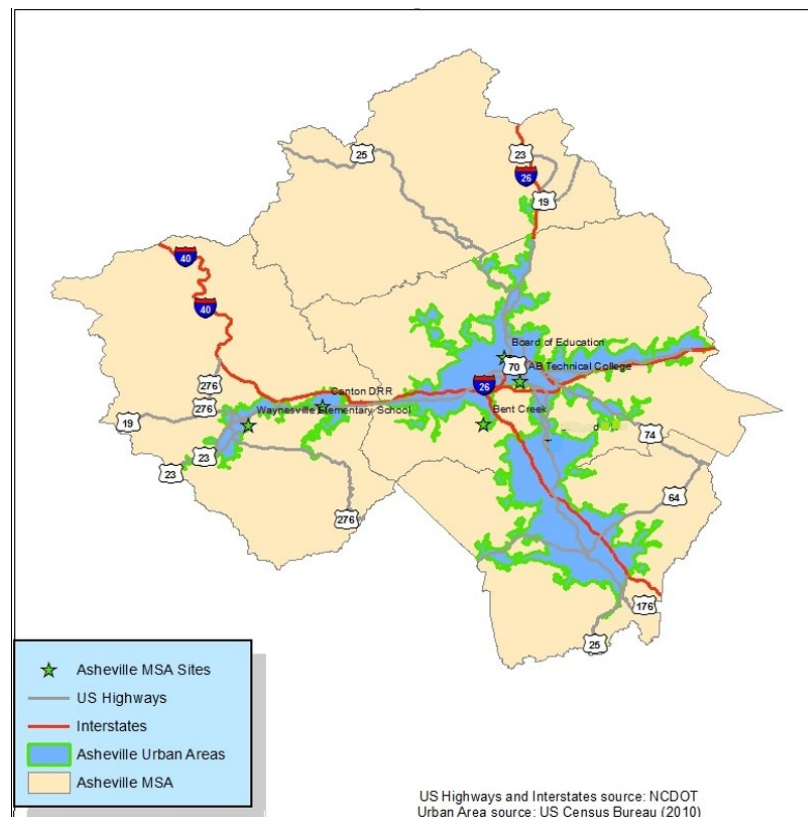 25
23
26
19
40
40
Board of Education
70
AB Technical College
276
26
Canton DRR
276
Waynesville Elementary School
Bent Creek
19
74
23
23
64
276
176
25
Asheville MSA Sites
US Highways
Interstates
Asheville Urban Areas
Asheville MSA
US Highways and Interstates source: NCDOT
Urban Area source: US Census Bureau (2010)